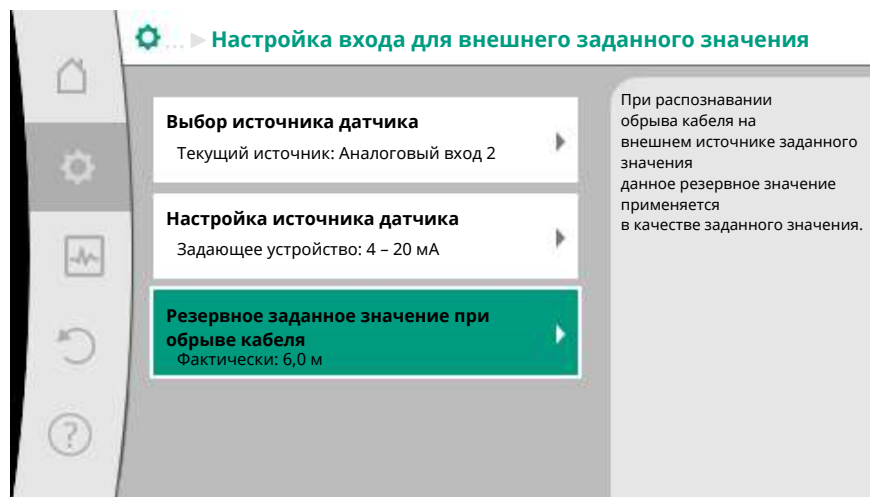 ... ▶ Настройка входа для внешнего заданного значения
Выбор источника датчика
Текущий источник: Аналоговый вход 2
Настройка источника датчика
Задающее устройство: 4 – 20 мА
Резервное заданное значение при
обрыве кабеля
Фактически: 6,0 м
При распознавании
обрыва кабеля на
внешнем источнике заданного
значения
данное резервное значение
применяется
в качестве заданного значения.
?